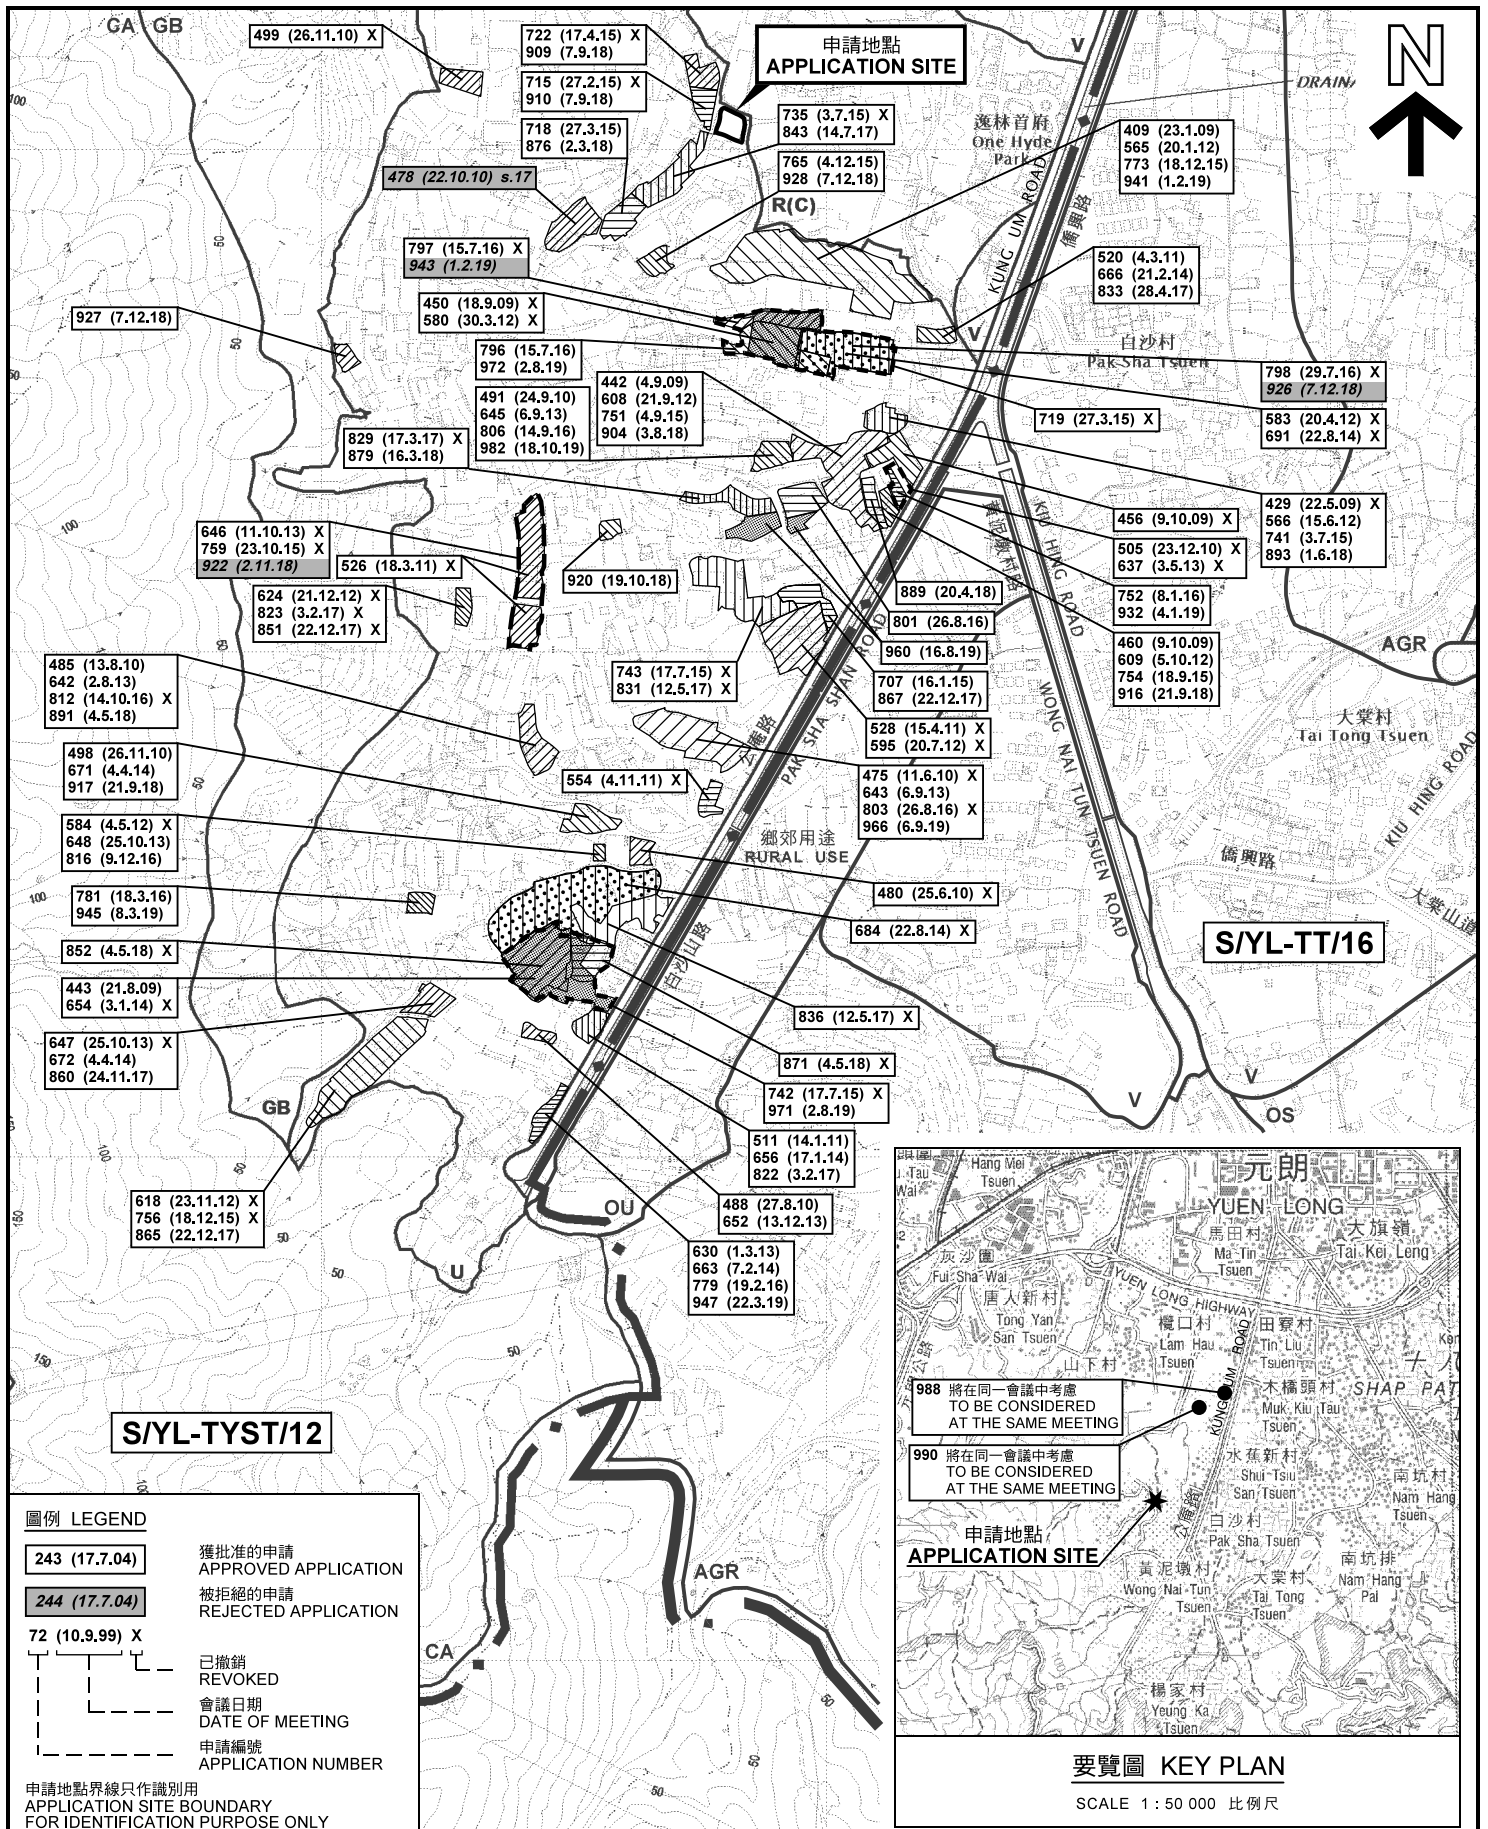 GA GB
499 (26.11.10) X
722 (17.4.15) X
909 (7.9.18)
715 (27.2.15) X
910 (7.9.18)
718 (27.3.15)
876 (2.3.18)
478 (22.10.10) s.17
申請地點
APPLICATION SITE
735 (3.7.15) X
843 (14.7.17)
765 (4.12.15)
928 (7.12.18)
R(C)
逸林首府
One Hyde
Park
409 (23.1.09)
565 (20.1.12)
773 (18.12.15)
941 (1.2.19)
V
N
KUNG UM ROAD
僑興路
797 (15.7.16) X
943 (1.2.19)
450 (18.9.09) X
580 (30.3.12) X
520 (4.3.11)
666 (21.2.14)
833 (28.4.17)
927 (7.12.18)
V
白沙村
Pak Sha Tsuen
796 (15.7.16)
972 (2.8.19)
798 (29.7.16) X
926 (7.12.18)
491 (24.9.10)
645 (6.9.13)
806 (14.9.16)
982 (18.10.19)
442 (4.9.09)
608 (21.9.12)
751 (4.9.15)
904 (3.8.18)
719 (27.3.15) X
583 (20.4.12) X
691 (22.8.14) X
829 (17.3.17) X
879 (16.3.18)
429 (22.5.09) X
566 (15.6.12)
741 (3.7.15)
893 (1.6.18)
456 (9.10.09) X
505 (23.12.10) X
637 (3.5.13) X
646 (11.10.13) X
759 (23.10.15) X
922 (2.11.18)
526 (18.3.11) X
920 (19.10.18)
KIU HING ROAD
624 (21.12.12) X
823 (3.2.17) X
851 (22.12.17) X
889 (20.4.18)
752 (8.1.16)
932 (4.1.19)
801 (26.8.16)
960 (16.8.19)
460 (9.10.09)
609 (5.10.12)
754 (18.9.15)
916 (21.9.18)
AGR
485 (13.8.10)
642 (2.8.13)
812 (14.10.16) X
891 (4.5.18)
743 (17.7.15) X
831 (12.5.17) X
707 (16.1.15)
867 (22.12.17)
528 (15.4.11) X
595 (20.7.12) X
公庵路
PAK SHA SHAN ROAD
WONG NAI TUN TSUEN ROAD
大棠村
Tai Tong Tsuen
KIU HING ROAD
498 (26.11.10)
671 (4.4.14)
917 (21.9.18)
554 (4.11.11) X
475 (11.6.10) X
643 (6.9.13)
803 (26.8.16) X
966 (6.9.19)
584 (4.5.12) X
648 (25.10.13)
816 (9.12.16)
鄉郊用途
RURAL USE
僑興路
大棠山道
781 (18.3.16)
945 (8.3.19)
480 (25.6.10) X
684 (22.8.14) X
S/YL-TT/16
852 (4.5.18) X
白沙山路
443 (21.8.09)
654 (3.1.14) X
836 (12.5.17) X
647 (25.10.13) X
672 (4.4.14)
860 (24.11.17)
871 (4.5.18) X
742 (17.7.15) X
971 (2.8.19)
GB
V
V
OS
511 (14.1.11)
656 (17.1.14)
822 (3.2.17)
618 (23.11.12) X
756 (18.12.15) X
865 (22.12.17)
OU
488 (27.8.10)
652 (13.12.13)
U
630 (1.3.13)
663 (7.2.14)
779 (19.2.16)
947 (22.3.19)
S/YL-TYST/12
AGR
CA
圖例 LEGEND
243 (17.7.04)
獲批准的申請
APPROVED APPLICATION
244 (17.7.04)
被拒絕的申請
REJECTED APPLICATION
72 (10.9.99) X
已撤銷
REVOKED
會議日期
DATE OF MEETING
申請編號
APPLICATION NUMBER
申請地點界線只作識別用
APPLICATION SITE BOUNDARY
FOR IDENTIFICATION PURPOSE ONLY
Hang Mei
Tsuen
元朗
YUEN LONG
馬田村
Ma Tin
Tsuen
大旗嶺
Tai Kei Leng
灰沙圍
Fui Sha Wai
唐人新村
Tong Yan
San Tsuen
YUEN LONG HIGHWAY
欖口村
Lam Hau
Tsuen
田寮村
Tin Liu
Tsuen
山下村
KUNG UM ROAD
木橋頭村
Muk Kiu Tau
Tsuen
SHAP PAT
988 將在同一會議中考慮
TO BE CONSIDERED
AT THE SAME MEETING
990 將在同一會議中考慮
TO BE CONSIDERED
AT THE SAME MEETING
水蕉新村
Shui Tsiu
San Tsuen
南坑村
Nam Hang
Tsuen
公庵路
白沙村
Pak Sha Tsuen
申請地點
APPLICATION SITE
黃泥墩村
Wong Nai Tun
Tsuen
大棠村
Tai Tong
Tsuen
南坑排
Nam Hang
Pai
楊家村
Yeung Ka
Tsuen
要覽圖 KEY PLAN
SCALE 1 : 50 000 比例尺